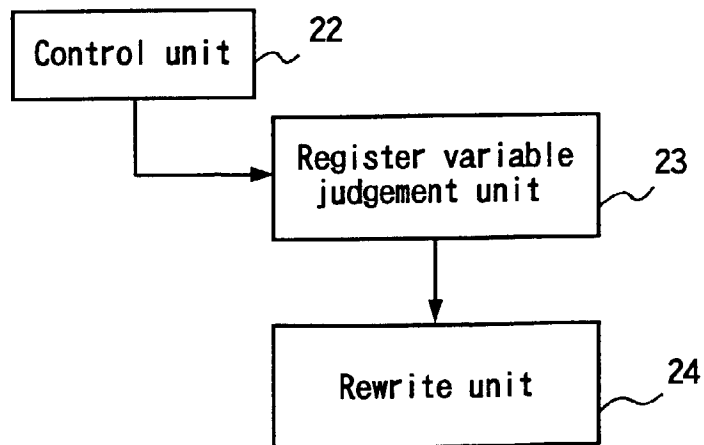 Control unit
22
Register variable
judgement unit
23
Rewrite unit
24